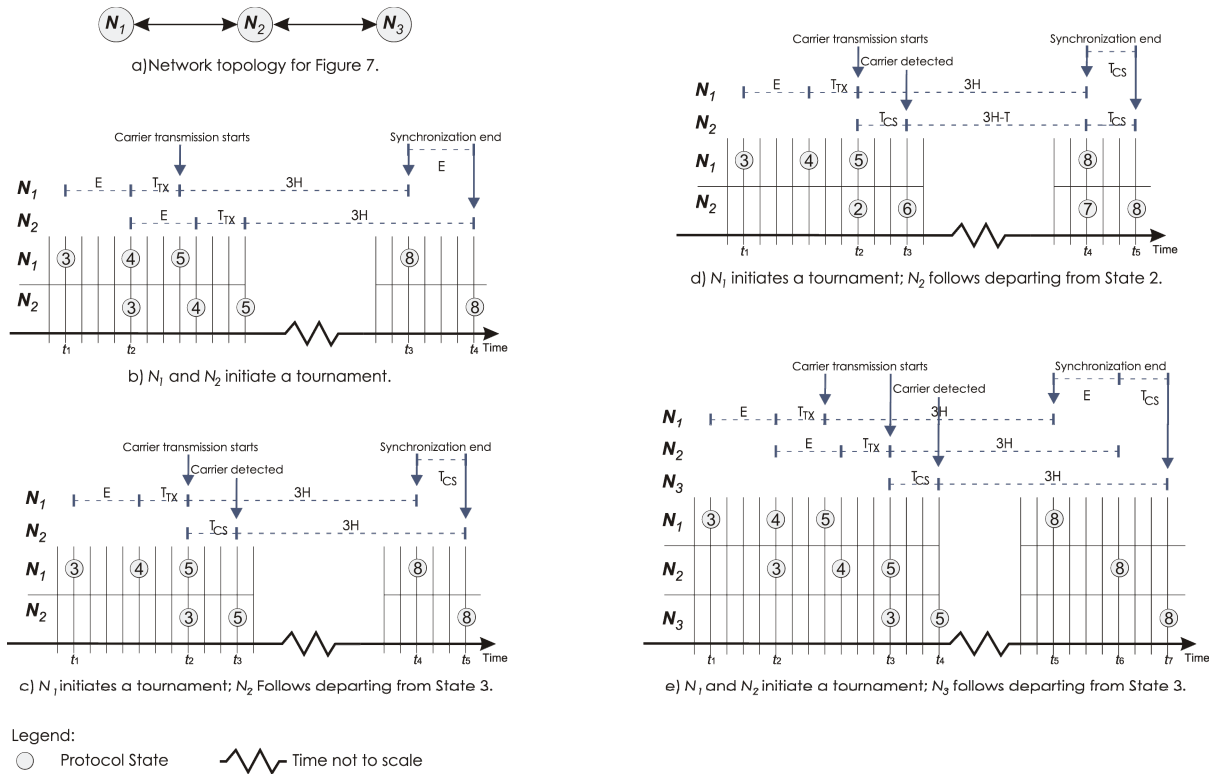 N1 N2 N3
a)Network topology for Figure 7.
Carrier transmission starts
Synchronization end
E
N1 E TTX 3H
N2 E TTX 3H
N1 3 4 5 8
N2 3 4 5 8
t1 t2 t3 t4 Time
b) N1 and N2 initiate a tournament.
Carrier transmission starts
Synchronization end
Carrier detected
TCS
N1 E TTX 3H
N2 TCS 3H
N1 3 4 5 8
N2 3 5 8
t1 t2 t3 t4 t5 Time
c) N1 initiates a tournament; N2 Follows departing from State 3.
Carrier transmission starts
Synchronization end
Carrier detected
TCS
N1 E TTX 3H
N2 TCS 3H-T TCS
N1 3 4 5 8
N2 2 6 7 8
t1 t2 t3 t4 t5 Time
d) N1 initiates a tournament; N2 follows departing from State 2.
Carrier transmission starts
Synchronization end
Carrier detected
E TCS
N1 E TTX 3H
N2 E TTX 3H
N3 TCS 3H
N1 3 4 5 8
N2 3 4 5 8
N3 3 5 8
t1 t2 t3 t4 t5 t6 t7 Time
e) N1 and N2 initiate a tournament; N3 follows departing from State 3.
Legend:
Protocol State
Time not to scale